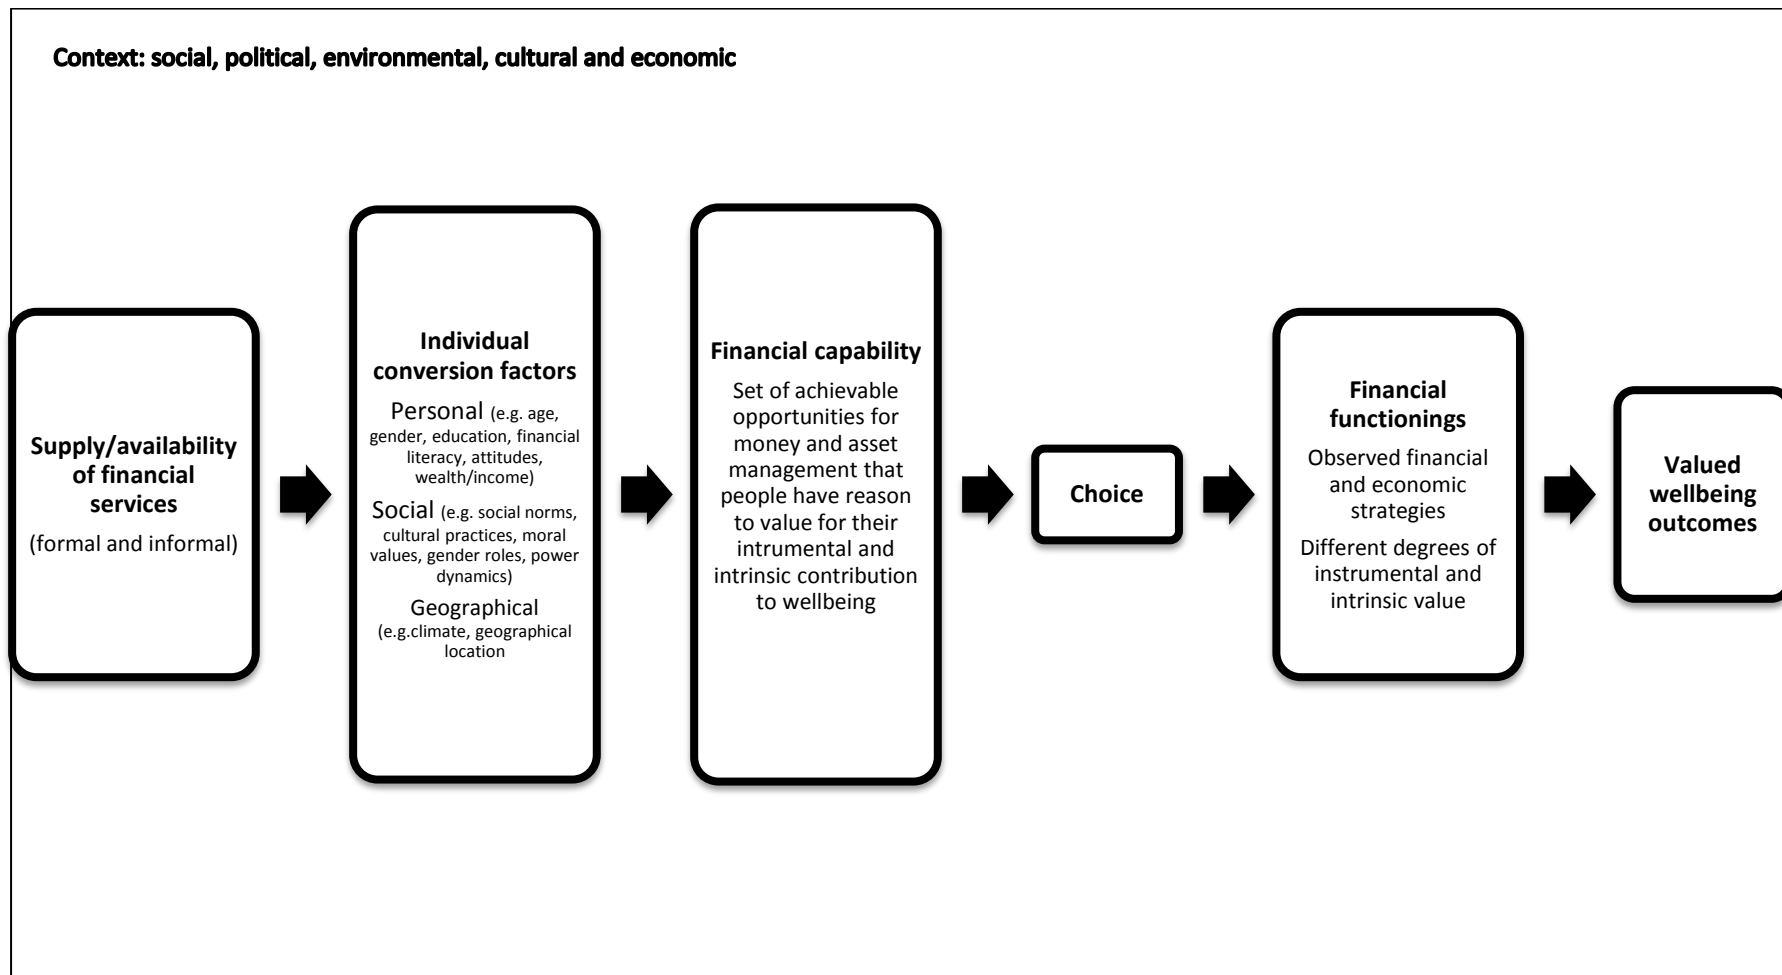 Context: social, political, environmental, cultural and economic
Supply/availability
of financial
services
(formal and informal)
Individual
conversion factors
Personal (e.g. age,
gender, education, financial
literacy, attitudes,
wealth/income)
Social (e.g. social norms,
cultural practices, moral
values, gender roles, power
dynamics)
Geographical
(e.g.climate, geographical
location
Financial capability
Set of achievable
opportunities for
money and asset
management that
people have reason
to value for their
intrumental and
intrinsic contribution
to wellbeing
Choice
Financial
functionings
Observed financial
and economic
strategies
Different degrees of
instrumental and
intrinsic value
Valued
wellbeing
outcomes